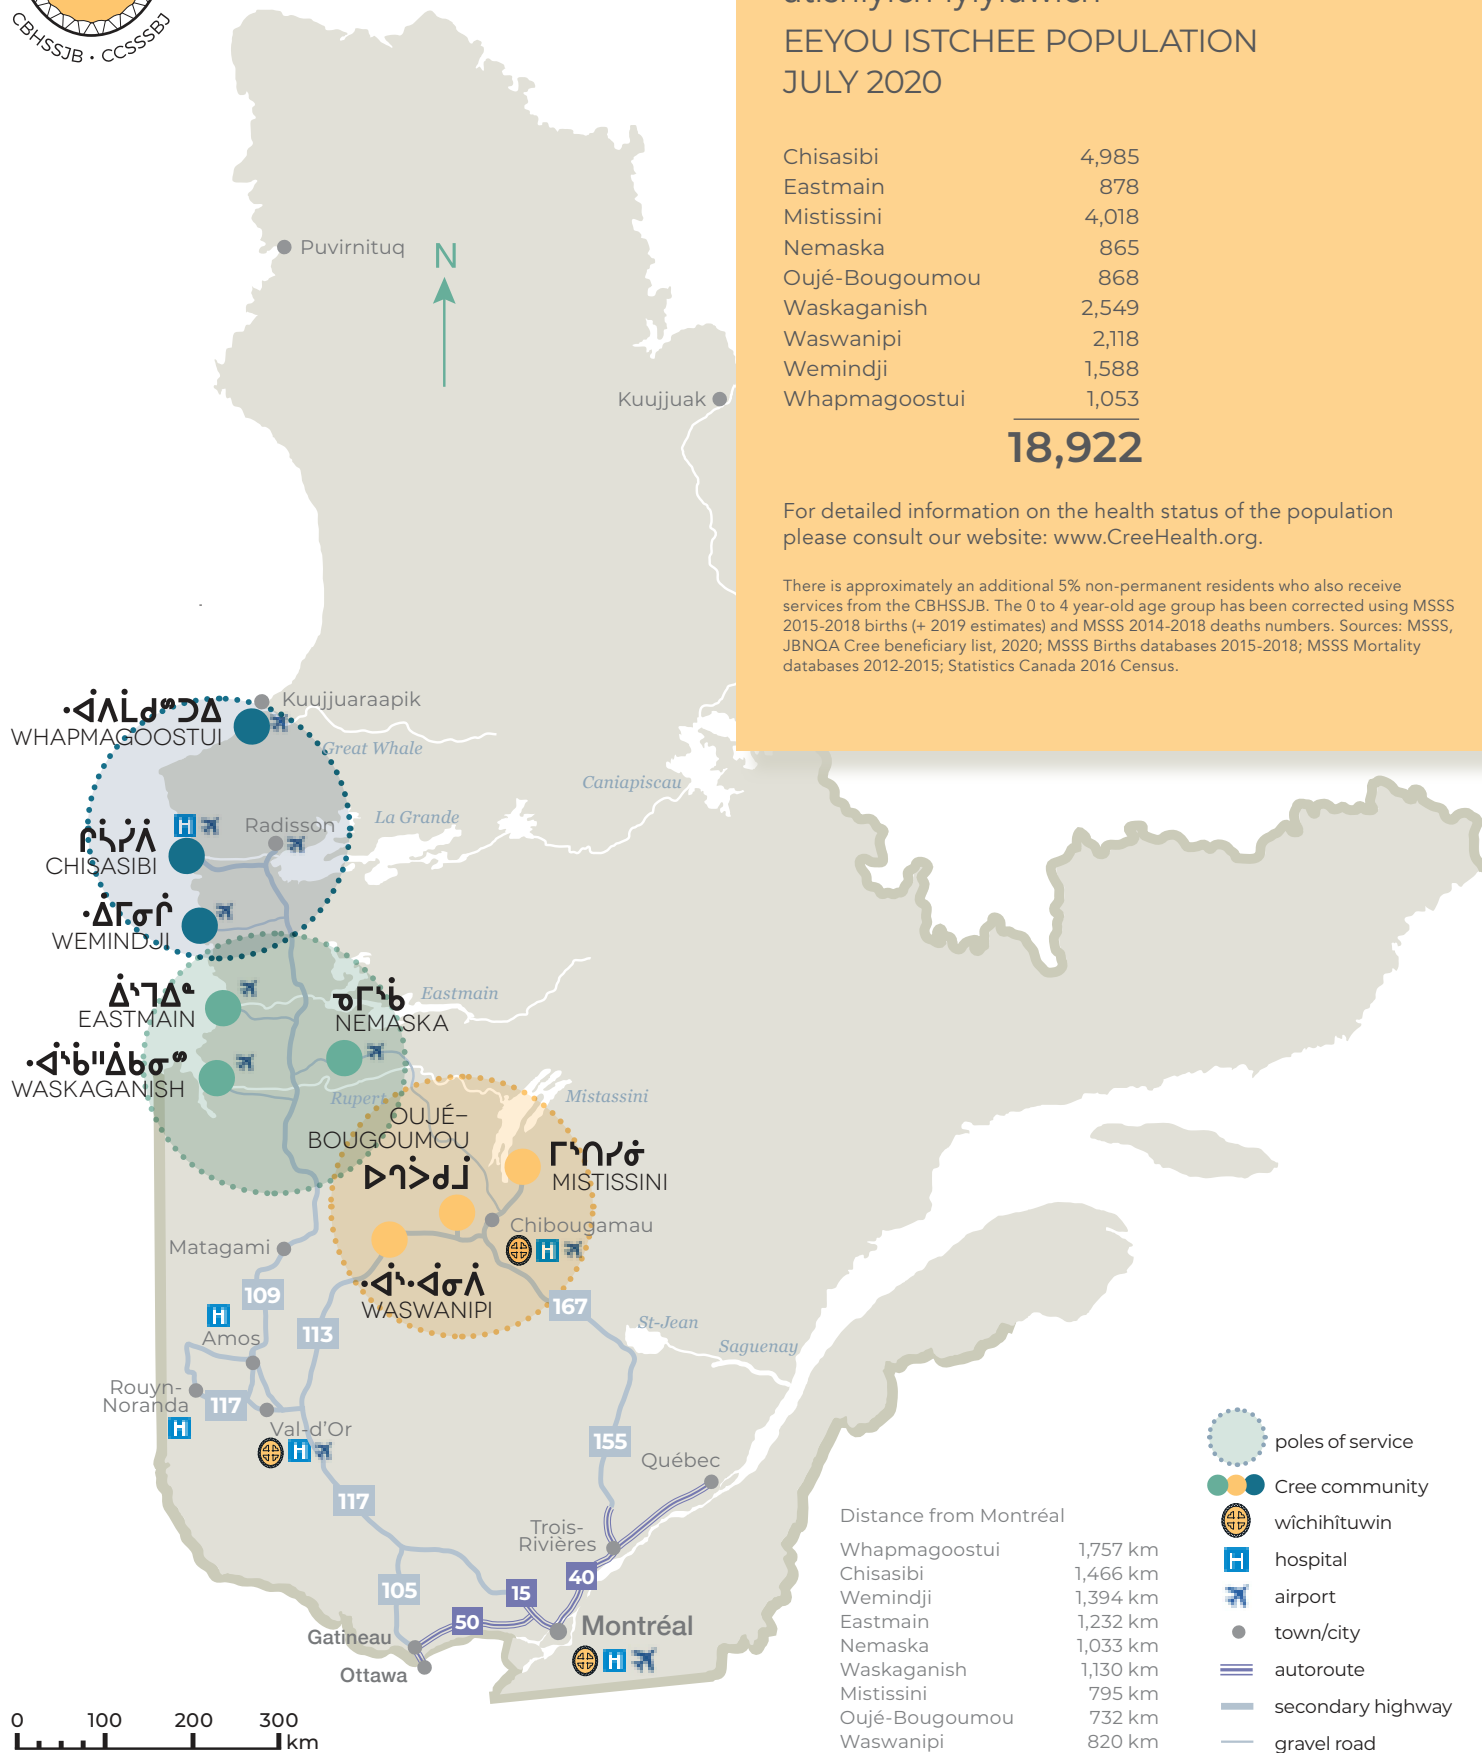 CBHSSJB · CCSSSBJ
EEYOU ISTCHEE POPULATION
JULY 2020
Chisasibi 4,985
Eastmain 878
Mistissini 4,018
Nemaska 865
Oujé-Bougoumou 868
Waskaganish 2,549
Waswanipi 2,118
Wemindji 1,588
Whapmagoostui 1,053
18,922
For detailed information on the health status of the population
please consult our website: www.CreeHealth.org.
There is approximately an additional 5% non-permanent residents who also receive
services from the CBHSSJB. The 0 to 4 year-old age group has been corrected using MSSS
2015-2018 births (+ 2019 estimates) and MSSS 2014-2018 deaths numbers. Sources: MSSS,
JBNQA Cree beneficiary list, 2020; MSSS Births databases 2015-2018; MSSS Mortality
databases 2012-2015; Statistics Canada 2016 Census.
Puvirnituq
N
Kuujjuak
Kuujjuaraapik
ᐙᐱᒫᑯᔥᑐᐃ
WHAPMAGOOSTUI
Great Whale
Caniapiscau
La Grande
Radisson
ᒋᓵᓰᐲ
CHISASIBI
ᐐᒥᓂᒌ
WEMINDJI
ᐄᔅᒣᐃᓐ
EASTMAIN
ᓀᒥᔅᑳ
NEMASKA
Eastmain
ᐙᔅᑳᐦᐄᑲᓂᔥ
WASKAGANISH
Rupert
Mistassini
OUJÉ-
BOUGOUMOU
ᐅᒉᐴᑯᒨ
ᒥᔅᑎᓯᓃ
MISTISSINI
Chibougamau
ᐙᔅᐙᓂᐲ
WASWANIPI
Matagami
109
113
167
Amos
St-Jean
Saguenay
Rouyn-
Noranda
117
Val-d'Or
155
Québec
117
Trois-
Rivières
105
15
40
50
Montréal
Gatineau
Ottawa
0 100 200 300
km
Distance from Montréal
Whapmagoostui 1,757 km
Chisasibi 1,466 km
Wemindji 1,394 km
Eastmain 1,232 km
Nemaska 1,033 km
Waskaganish 1,130 km
Mistissini 795 km
Oujé-Bougoumou 732 km
Waswanipi 820 km
poles of service
Cree community
wîchihîtuwin
H hospital
airport
town/city
autoroute
secondary highway
gravel road